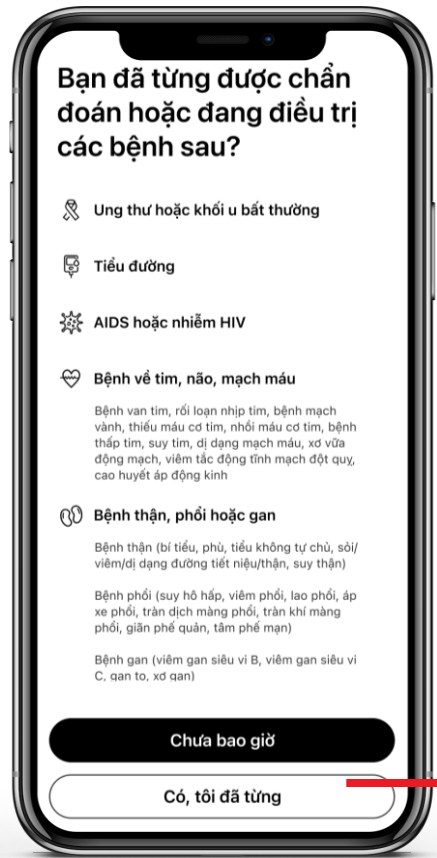 Bạn đã từng được chẩn
đoán hoặc đang điều trị
các bệnh sau?
Ung thư hoặc khối u bất thường
Tiểu đường
AIDS hoặc nhiễm HIV
Bệnh về tim, não, mạch máu
Bệnh van tim, rối loạn nhịp tim, bệnh mạch
vành, thiếu máu cơ tim, nhồi máu cơ tim, bệnh
thấp tim, suy tim, dị dạng mạch máu, xơ vữa
động mạch, viêm tắc động tĩnh mạch đột quỵ,
cao huyết áp động kinh
Bệnh thận, phổi hoặc gan
Bệnh thận (bí tiểu, phù, tiểu không tự chủ, sỏi/
viêm/dị dạng đường tiết niệu/thận, suy thận)
Bệnh phổi (suy hô hấp, viêm phổi, lao phổi, áp
xe phổi, tràn dịch màng phổi, tràn khí màng
phổi, giãn phế quản, tâm phế mạn)
Bệnh gan (viêm gan siêu vi B, viêm gan siêu vi
C, gan to, xơ gan)
Chưa bao giờ
Có, tôi đã từng